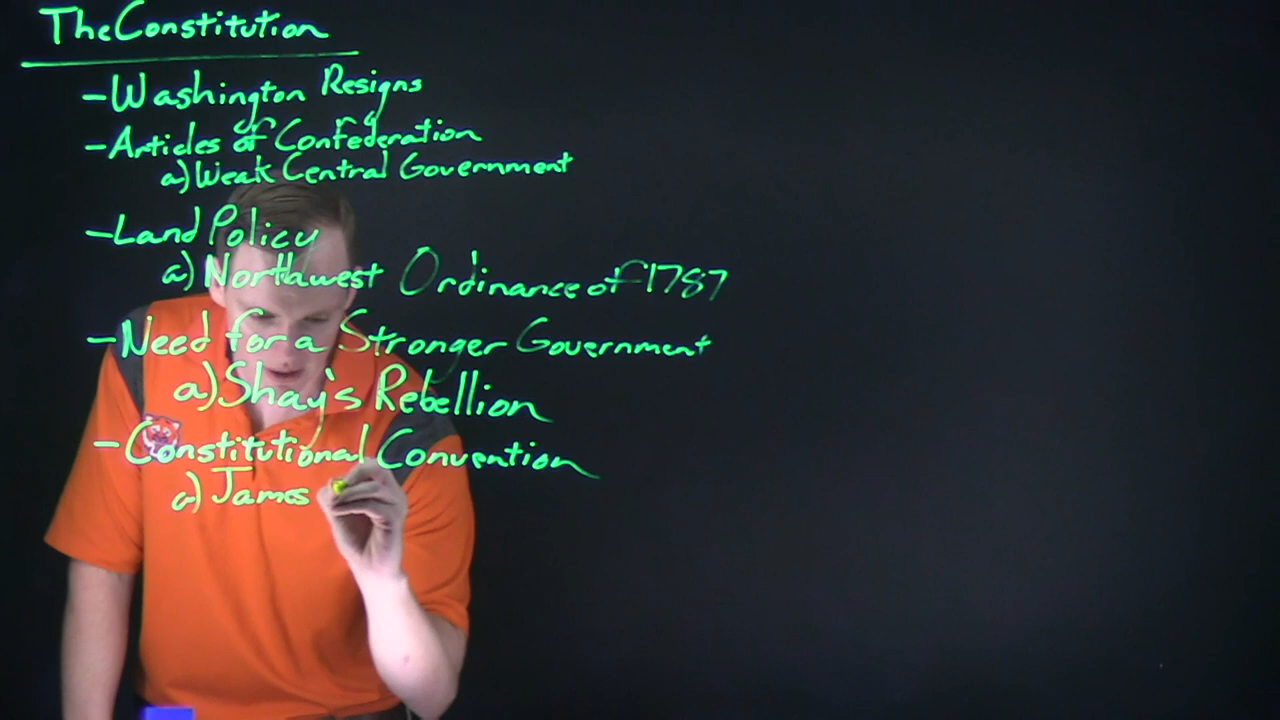 The Constitution
- Washington Resigns
- Articles of Confederation
a) Weak Central Government
- Land Policy
a) Northwest Ordinance of 1787
- Need for a Stronger Government
a) Shay's Rebellion
- Constitutional Convention
a) James